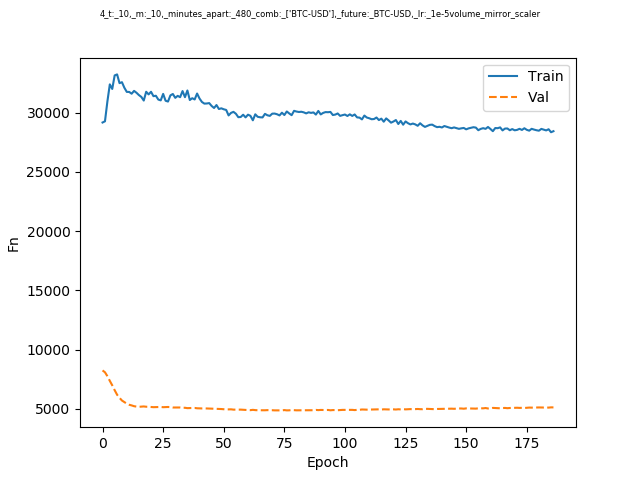 4_t:_10,_m:_10,_minutes_apart:_480_comb:_['BTC-USD'],_future:_BTC-USD,_lr:_1e-5volume_mirror_scaler
Train
Val
30000
25000
20000
15000
10000
5000
Fn
0 25 50 75 100 125 150 175
Epoch